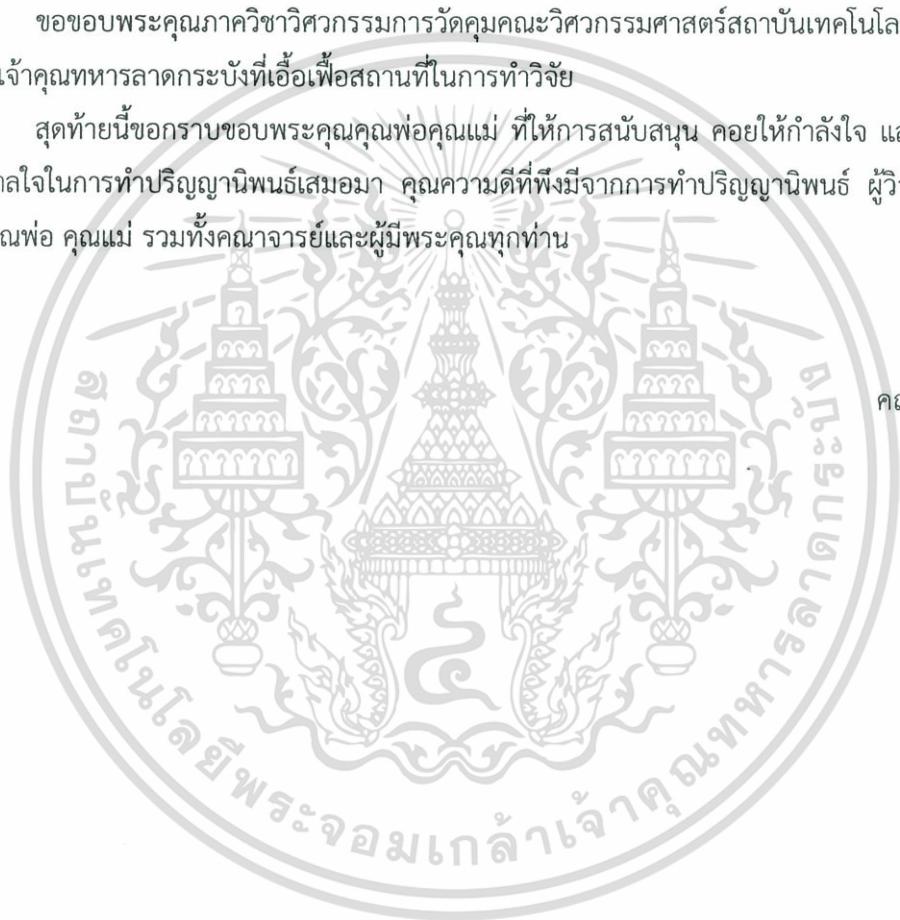 ขอขอบพระคุณภาควิชาวิศวกรรมการวัดคุมคณะวิศวกรรมศาสตร์สถาบันเทคโนโล
เจ้าคุณทหารลาดกระบังที่เอื้อเฟื้อสถานที่ในการทำวิจัย
สุดท้ายนี้ขอกราบขอบพระคุณคุณพ่อคุณแม่ ที่ให้การสนับสนุน คอยให้กำลังใจ แล
าลใจในการทำปริญญานิพนธ์เสมอมา คุณความดีที่พึงมีจากการทำปริญญานิพนธ์ ผู้วิจ
ณพ่อ คุณแม่ รวมทั้งคณาจารย์และผู้มีพระคุณทุกท่าน
คณ
สถาบันเทคโนโลยีพระจอมเกล้าเจ้าคุณทหารลาดกระบัง
๔